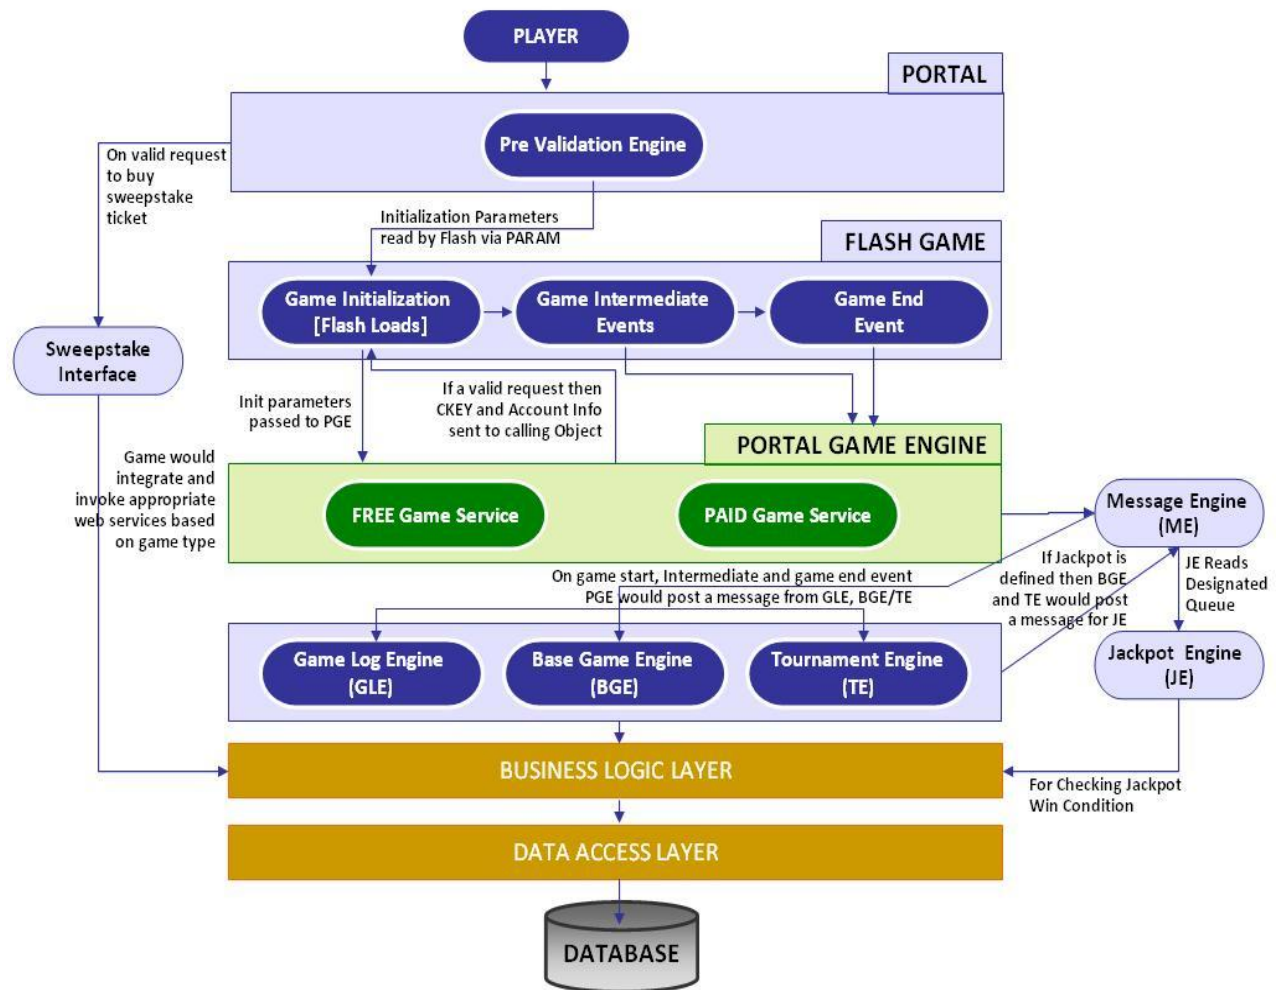 PLAYER
PORTAL
Pre Validation Engine
On valid request
to buy
sweepstake
ticket
Initialization Parameters
read by Flash via PARAM
FLASH GAME
Game Initialization
[Flash Loads]
Game Intermediate
Events
Game End
Event
Sweepstake
Interface
Init parameters
passed to PGE
If a valid request then
CKEY and Account Info
sent to calling Object
Game would
integrate and
invoke appropriate
web services based
on game type
PORTAL GAME ENGINE
FREE Game Service
PAID Game Service
Message Engine
(ME)
On game start, Intermediate and game end event
PGE would post a message from GLE, BGE/TE
If Jackpot is
defined then BGE
and TE would post
a message for JE
JE Reads
Designated
Queue
Game Log Engine
(GLE)
Base Game Engine
(BGE)
Tournament Engine
(TE)
Jackpot Engine
(JE)
BUSINESS LOGIC LAYER
For Checking Jackpot
Win Condition
DATA ACCESS LAYER
DATABASE